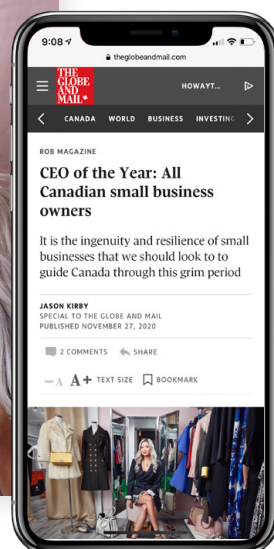 9:08
theglobeandmail.com
THE
GLOBE
AND
MAIL
HOWAYT...
CANADA WORLD BUSINESS INVESTING
ROB MAGAZINE
CEO of the Year: All
Canadian small business
owners
It is the ingenuity and resilience of small
businesses that we should look to to
guide Canada through this grim period
JASON KIRBY
SPECIAL TO THE GLOBE AND MAIL
PUBLISHED NOVEMBER 27, 2020
2 COMMENTS SHARE
– A A+ TEXT SIZE BOOKMARK